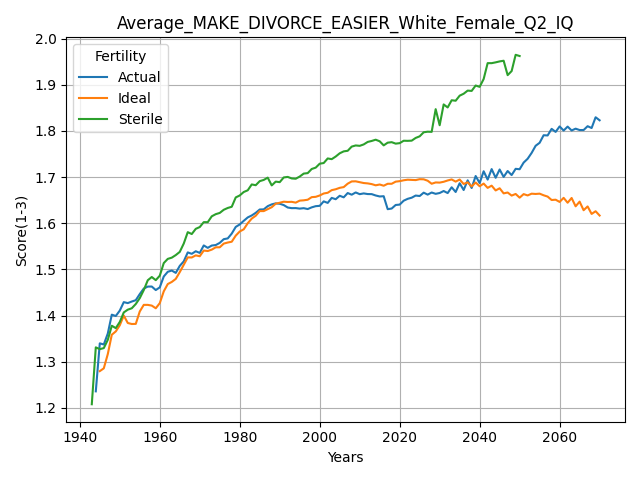 Average_MAKE_DIVORCE_EASIER_White_Female_Q2_IQ
Fertility
Actual
Ideal
Sterile
Score(1-3)
2.0
1.9
1.8
1.7
1.6
1.5
1.4
1.3
1.2
1940 1960 1980 2000 2020 2040 2060
Years